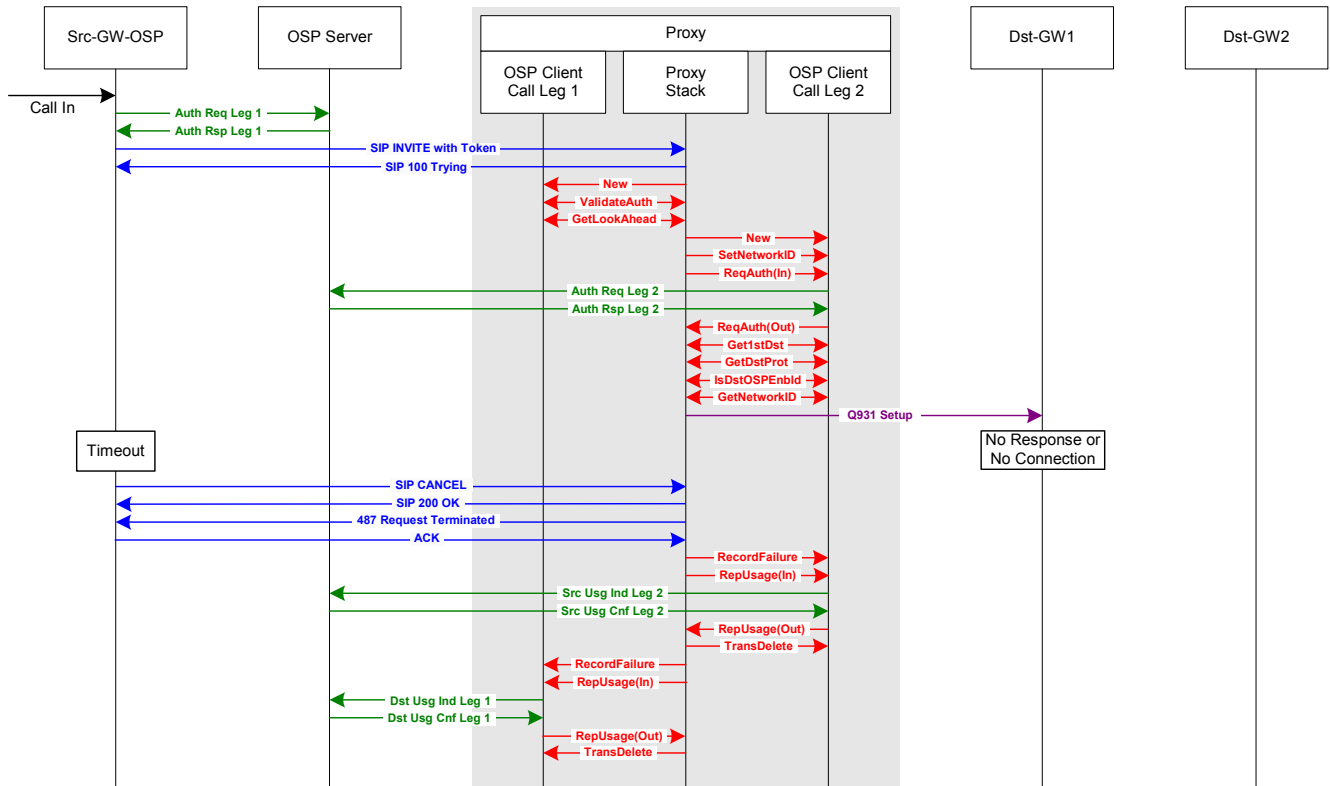 Src-GW-OSP
OSP Server
Proxy
OSP Client
Call Leg 1
Proxy
Stack
OSP Client
Call Leg 2
Dst-GW1
Dst-GW2
Call In
Auth Req Leg 1
Auth Rsp Leg 1
SIP INVITE with Token
SIP 100 Trying
New
ValidateAuth
GetLookAhead
New
SetNetworkID
ReqAuth(In)
Auth Req Leg 2
Auth Rsp Leg 2
ReqAuth(Out)
Get1stDst
GetDstProt
IsDstOSPEnbld
GetNetworkID
Q931 Setup
Timeout
No Response or
No Connection
SIP CANCEL
SIP 200 OK
487 Request Terminated
ACK
RecordFailure
RepUsage(In)
Src Usg Ind Leg 2
Src Usg Cnf Leg 2
RepUsage(Out)
TransDelete
RecordFailure
RepUsage(In)
Dst Usg Ind Leg 1
Dst Usg Cnf Leg 1
RepUsage(Out)
TransDelete